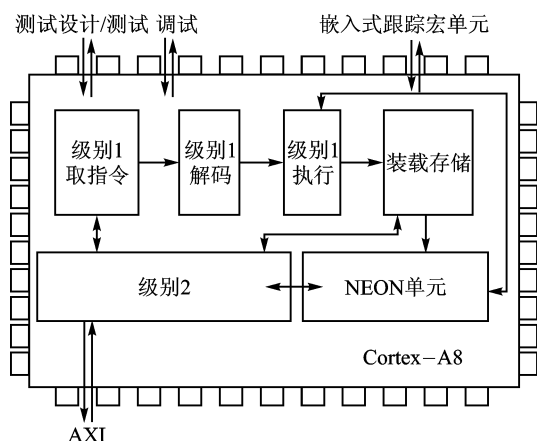 测试设计/测试 调试
嵌入式跟踪宏单元
级别1
取指令
级别1
解码
级别1
执行
装载存储
级别2
NEON单元
Cortex-A8
AXI